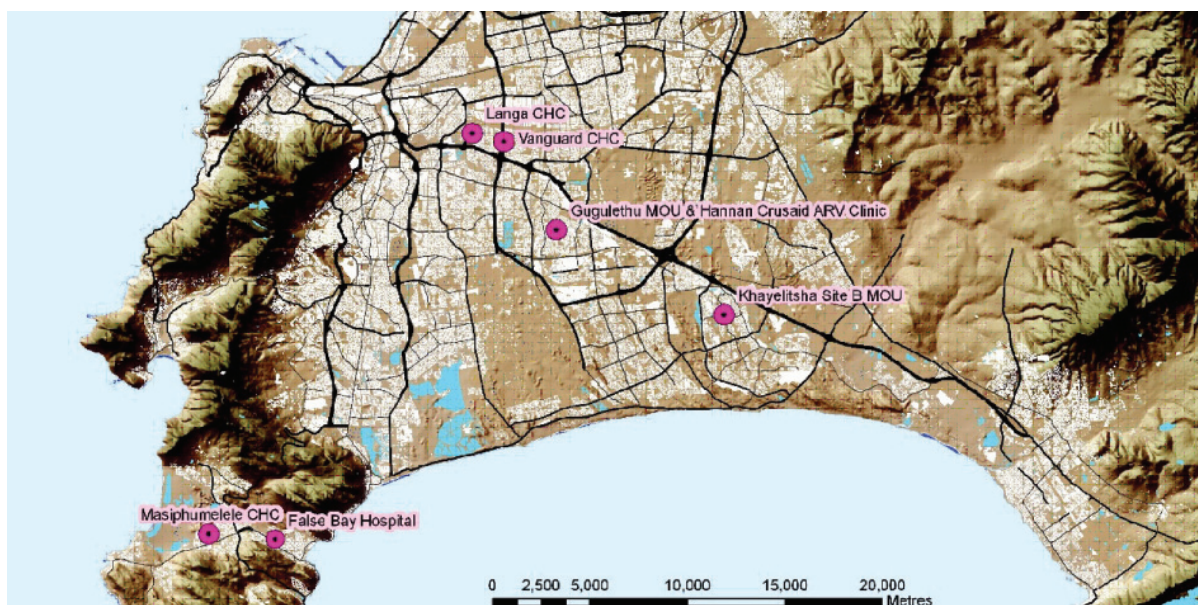 Langa CHC
Vanguard CHC
Gugulethu MOU & Hannan Crusaid ARV Clinic
Khayelitsha Site B MOU
Masiphumelele CHC
False Bay Hospital
0 2,500 5,000 10,000 15,000 20,000
Metres